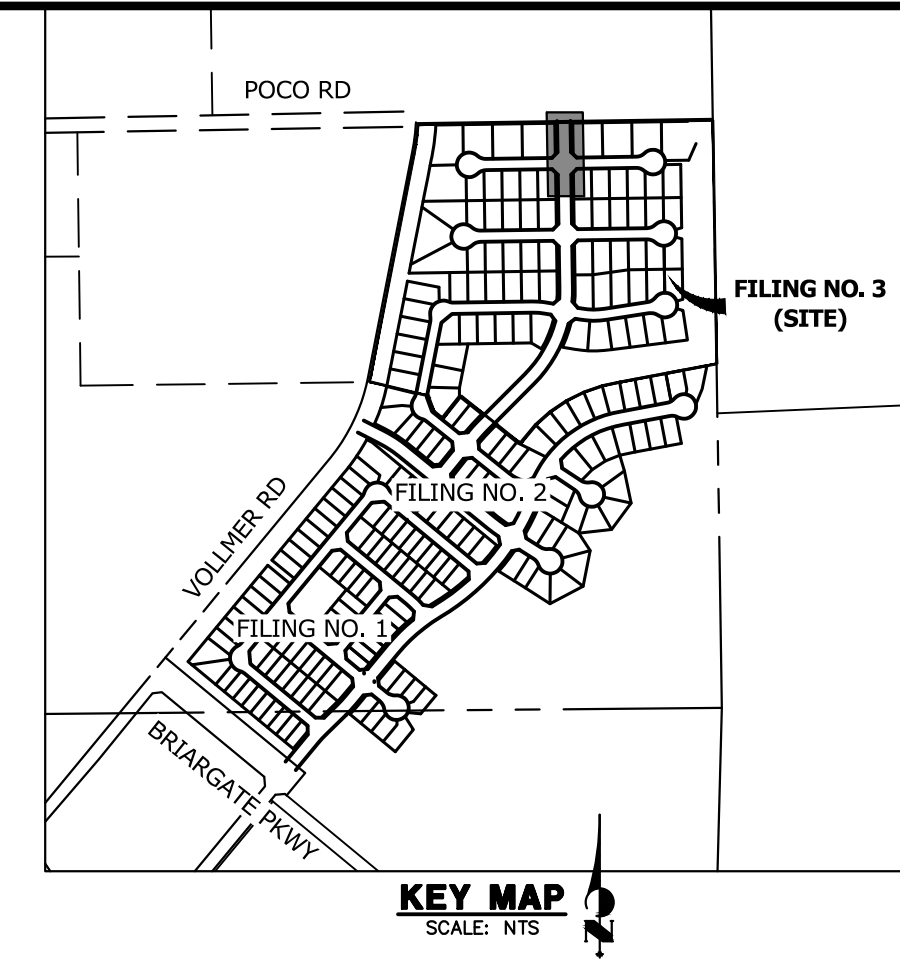 POCO RD
FILING NO. 3
(SITE)
VOLLMER RD
FILING NO. 2
FILING NO. 1
BRIARGATE PKWY
KEY MAP
SCALE: NTS
N